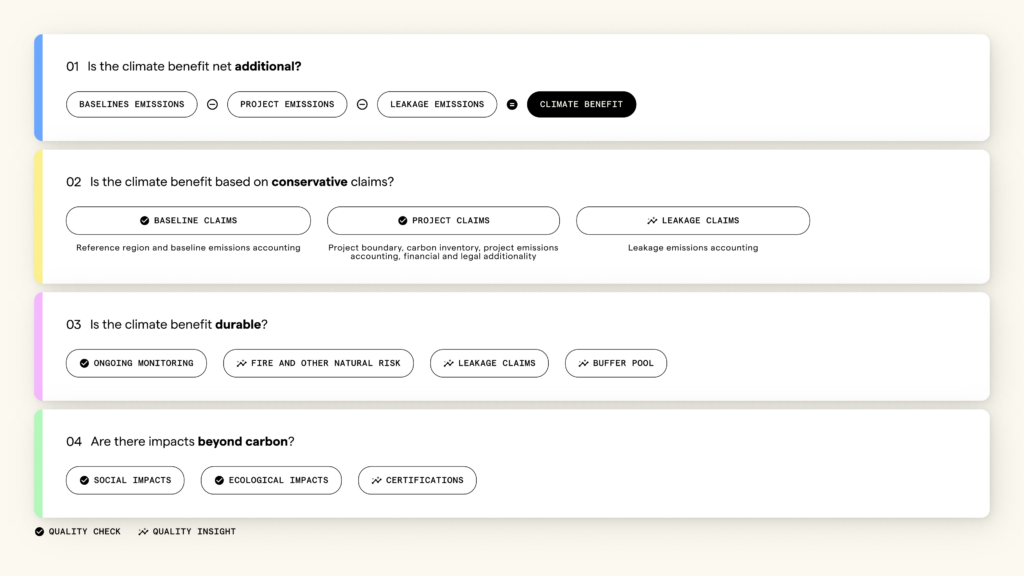 01 Is the climate benefit net additional?
BASELINES EMISSIONS PROJECT EMISSIONS LEAKAGE EMISSIONS = CLIMATE BENEFIT
02 Is the climate benefit based on conservative claims?
BASELINE CLAIMS PROJECT CLAIMS LEAKAGE CLAIMS
Reference region and baseline emissions accounting
Project boundary, carbon inventory, project emissions
accounting, financial and legal additionality
Leakage emissions accounting
03 Is the climate benefit durable?
ONGOING MONITORING FIRE AND OTHER NATURAL RISK LEAKAGE CLAIMS BUFFER POOL
04 Are there impacts beyond carbon?
SOCIAL IMPACTS ECOLOGICAL IMPACTS CERTIFICATIONS
QUALITY CHECK QUALITY INSIGHT